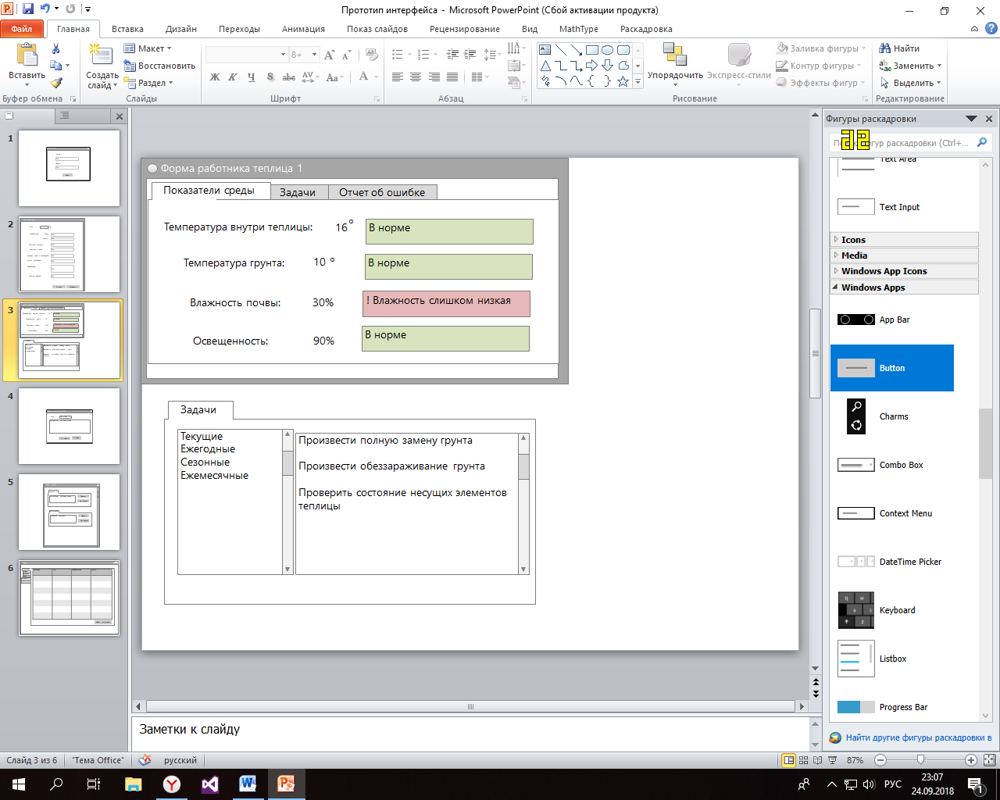 Прототип интерфейса - Microsoft PowerPoint (Сбой активации продукта)
Файл
Главная
Вставка
Дизайн
Переходы
Анимация
Показ слайдов
Рецензирование
Вид
MathType
Раскадровка
Вставить
Создать слайд
Макет
Восстановить
Раздел
8+
Заливка фигуры
Контур фигуры
Эффекты фигур
Упорядочить
Экспресс-стили
Найти
Заменить
Выделить
Буфер обмена
Слайды
Шрифт
Абзац
Рисование
Редактирование
1
2
3
4
5
6
Форма работника теплица 1
Показатели среды
Задачи
Отчет об ошибке
Температура внутри теплицы: 16° В норме
Температура грунта: 10 ° В норме
Влажность почвы: 30% ! Влажность слишком низкая
Освещенность: 90% В норме
Задачи
Текущие
Ежегодные
Сезонные
Ежемесячные
Произвести полную замену грунта
Произвести обеззараживание грунта
Проверить состояние несущих элементов
теплицы
Заметки к слайду
Фигуры раскадровки
фигур раскадровки (Ctrl+...
Text Area
Text Input
Icons
Media
Windows App Icons
Windows Apps
App Bar
Button
Charms
Combo Box
Context Menu
DateTime Picker
Keyboard
Listbox
Progress Bar
Найти другие фигуры раскадровки в
Слайд 3 из 6
"Тема Office"
русский
87%
РУС
23:07
24.09.2018
1